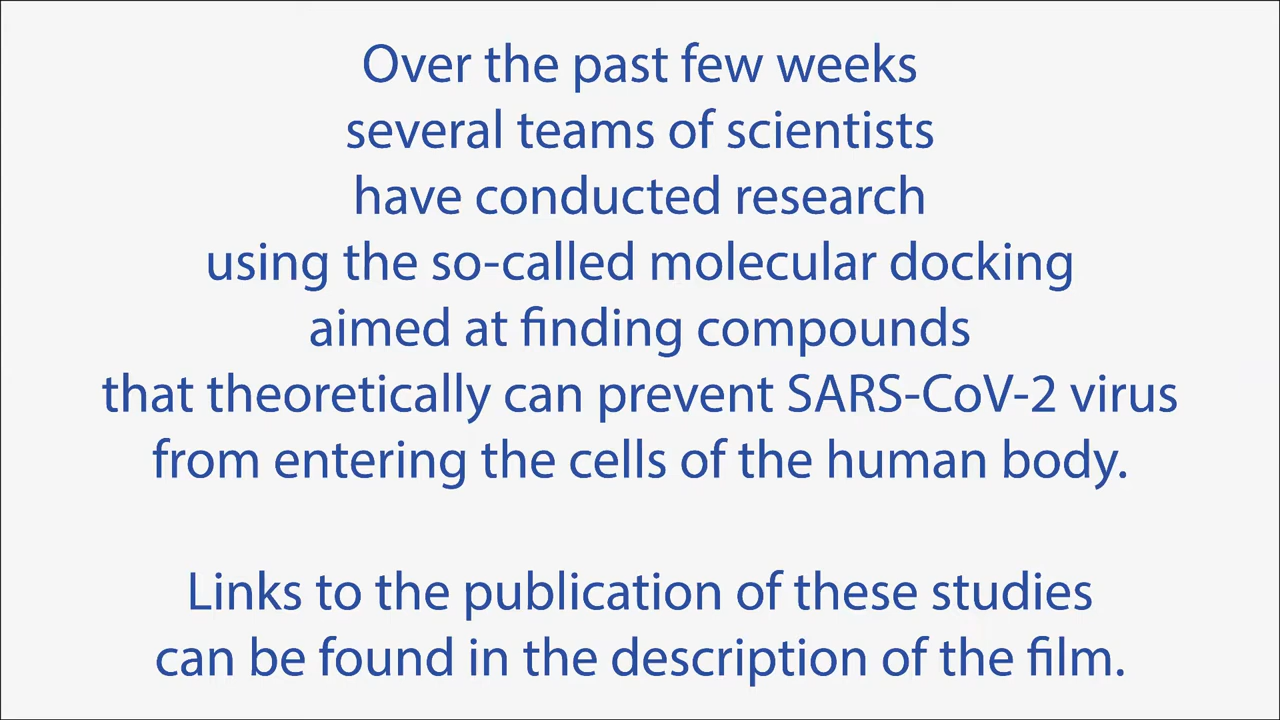 Over the past few weeks
several teams of scientists
have conducted research
using the so-called molecular docking
aimed at finding compounds
that theoretically can prevent SARS-CoV-2 virus
from entering the cells of the human body.
Links to the publication of these studies
can be found in the description of the film.